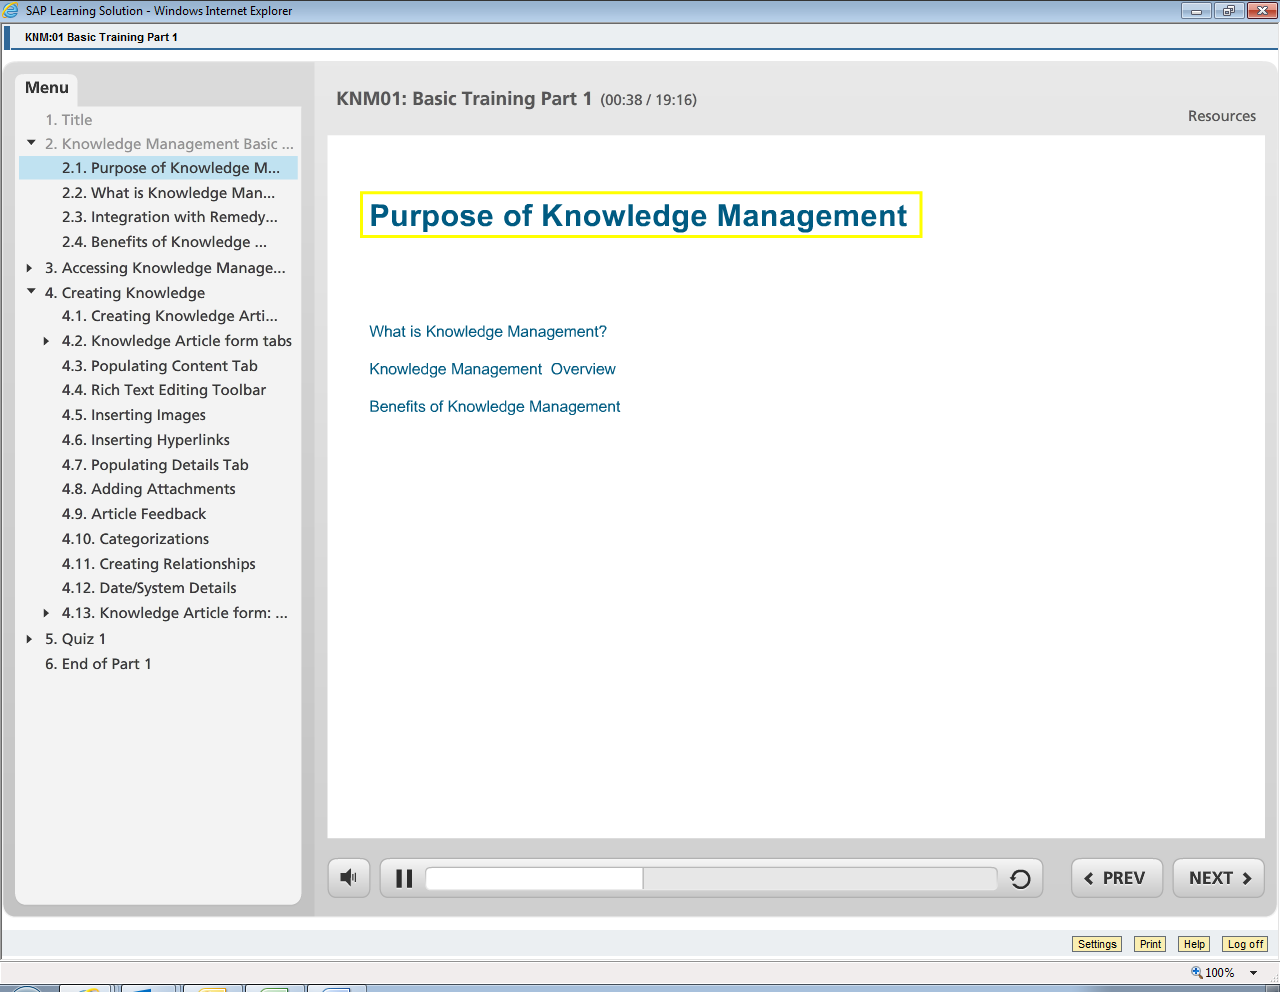 SAP Learning Solution - Windows Internet Explorer
KNM:01 Basic Training Part 1
Menu
1. Title
2. Knowledge Management Basic ...
2.1. Purpose of Knowledge M...
2.2. What is Knowledge Man...
2.3. Integration with Remedy...
2.4. Benefits of Knowledge ...
3. Accessing Knowledge Manage...
4. Creating Knowledge
4.1. Creating Knowledge Arti...
4.2. Knowledge Article form tabs
4.3. Populating Content Tab
4.4. Rich Text Editing Toolbar
4.5. Inserting Images
4.6. Inserting Hyperlinks
4.7. Populating Details Tab
4.8. Adding Attachments
4.9. Article Feedback
4.10. Categorizations
4.11. Creating Relationships
4.12. Date/System Details
4.13. Knowledge Article form: ...
5. Quiz 1
6. End of Part 1
KNM01: Basic Training Part 1 (00:38 / 19:16)
Resources
Purpose of Knowledge Management
What is Knowledge Management?
Knowledge Management  Overview
Benefits of Knowledge Management
PREV
NEXT
Settings Print Help Log off
100%